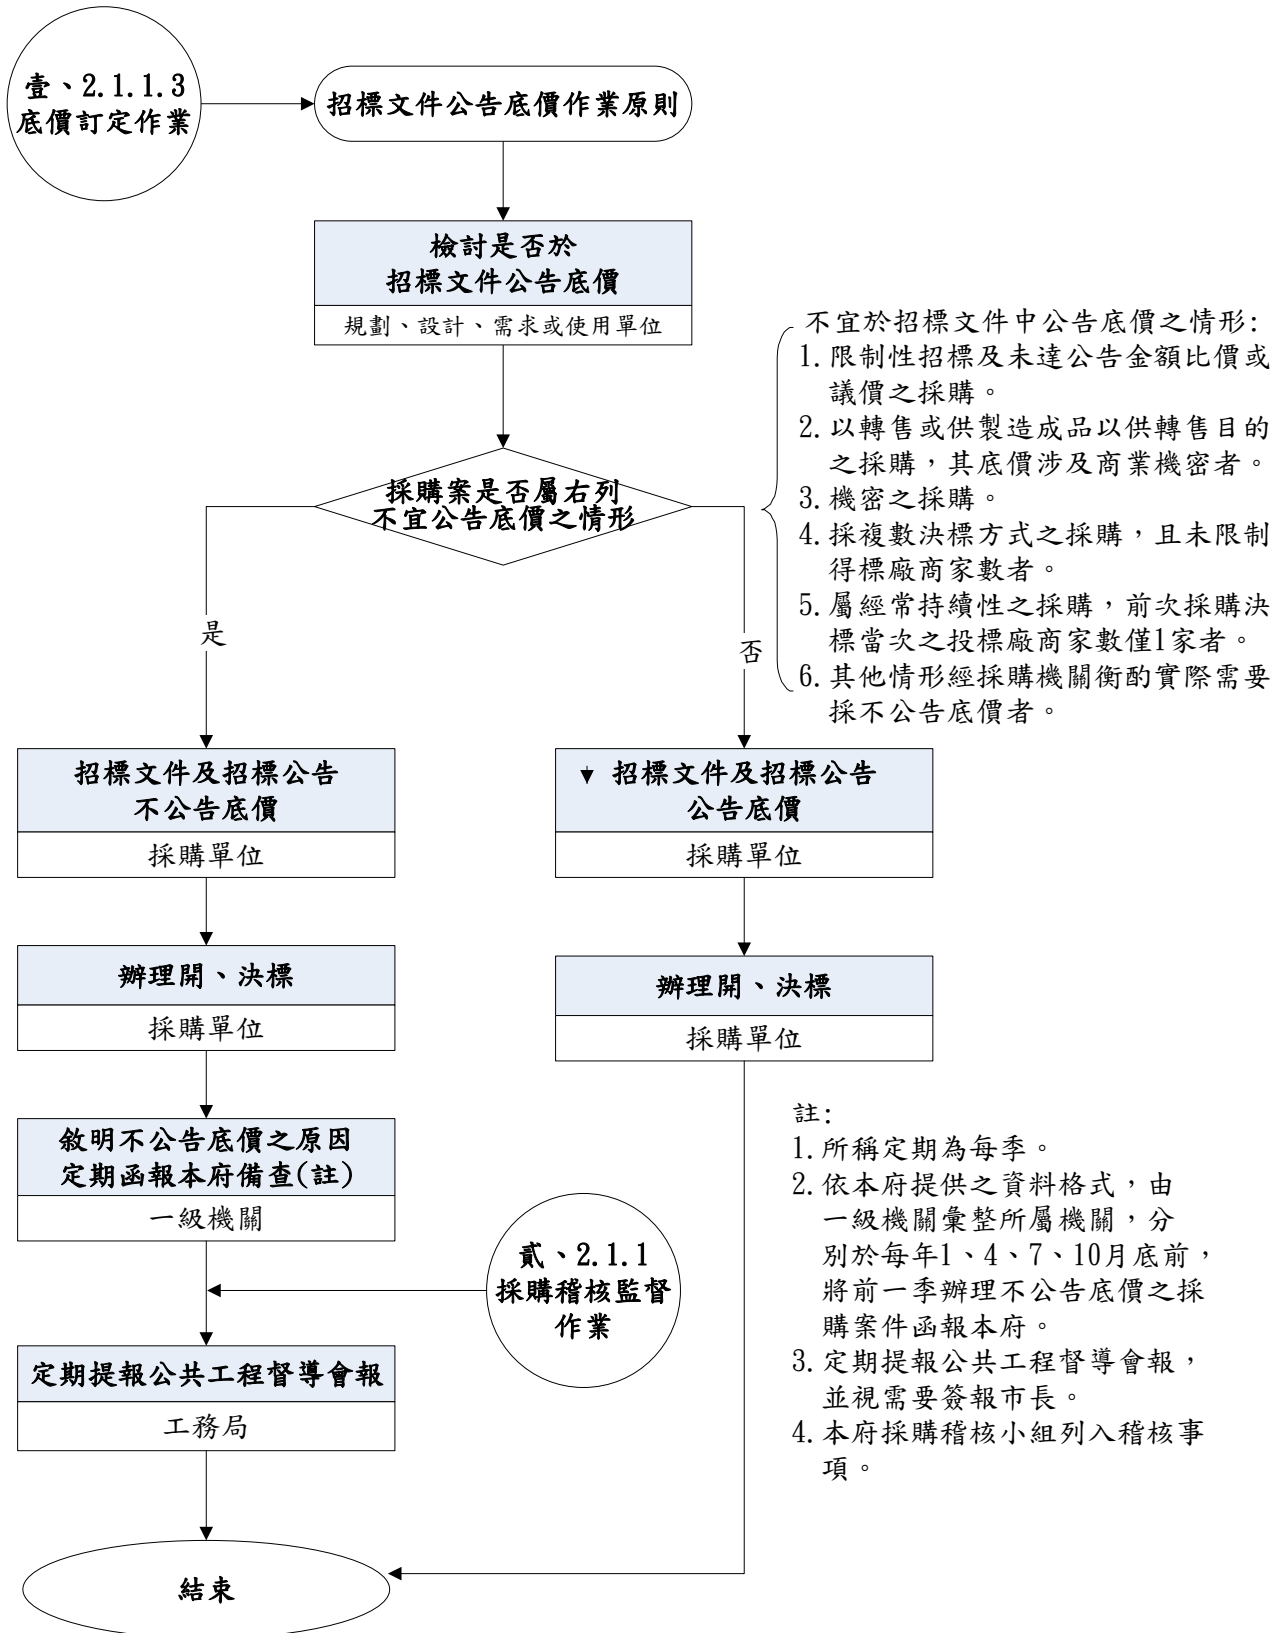 壹、2.1.1.3
底價訂定作業
招標文件公告底價作業原則
檢討是否於
招標文件公告底價
規劃、設計、需求或使用單位
不宜於招標文件中公告底價之情形:
1.限制性招標及未達公告金額比價或
議價之採購。
2.以轉售或供製造成品以供轉售目的
之採購，其底價涉及商業機密者。
3.機密之採購。
4.採複數決標方式之採購，且未限制
得標廠商家數者。
5.屬經常持續性之採購，前次採購決
標當次之投標廠商家數僅1家者。
6.其他情形經採購機關衡酌實際需要
採不公告底價者。
採購案是否屬右列
不宜公告底價之情形
是
否
招標文件及招標公告
不公告底價
採購單位
招標文件及招標公告
公告底價
採購單位
辦理開、決標
採購單位
辦理開、決標
採購單位
敘明不公告底價之原因
定期函報本府備查(註)
一級機關
貳、2.1.1
採購稽核監督
作業
定期提報公共工程督導會報
工務局
註:
1.所稱定期為每季。
2.依本府提供之資料格式，由
一級機關彙整所屬機關，分
別於每年1、4、7、10月底前，
將前一季辦理不公告底價之採
購案件函報本府。
3.定期提報公共工程督導會報，
並視需要簽報市長。
4.本府採購稽核小組列入稽核事
項。
結束